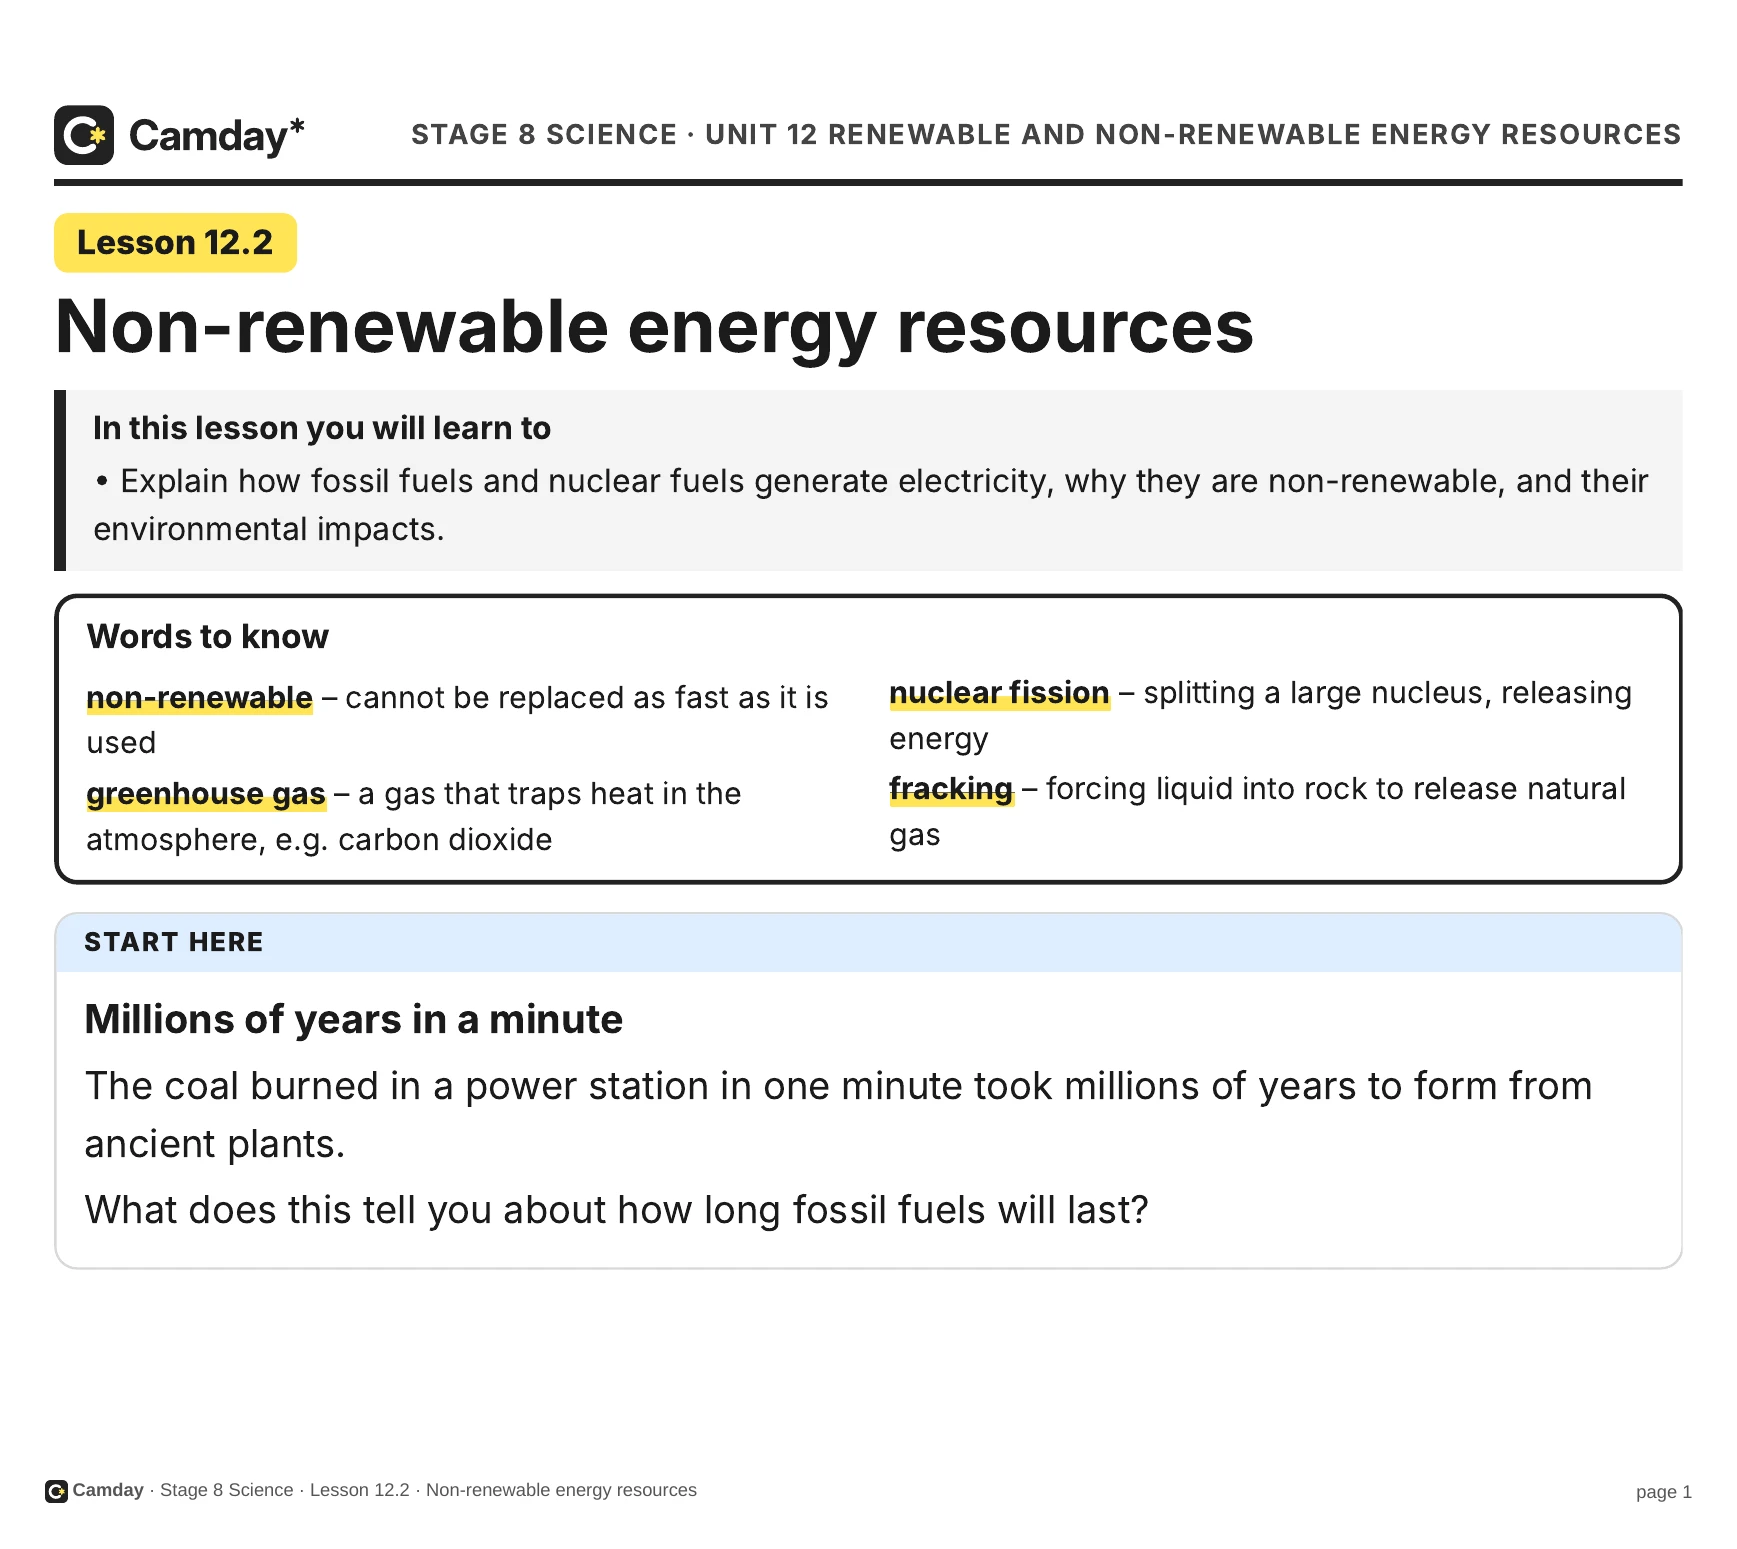 Camday*
STAGE 8 SCIENCE · UNIT 12 RENEWABLE AND NON-RENEWABLE ENERGY RESOURCES
Lesson 12.2
Non-renewable energy resources
In this lesson you will learn to
• Explain how fossil fuels and nuclear fuels generate electricity, why they are non-renewable, and their
environmental impacts.
Words to know
non-renewable – cannot be replaced as fast as it is
used
greenhouse gas – a gas that traps heat in the
atmosphere, e.g. carbon dioxide
nuclear fission – splitting a large nucleus, releasing
energy
fracking – forcing liquid into rock to release natural
gas
START HERE
Millions of years in a minute
The coal burned in a power station in one minute took millions of years to form from
ancient plants.
What does this tell you about how long fossil fuels will last?
Camday · Stage 8 Science · Lesson 12.2 · Non-renewable energy resources
page 1